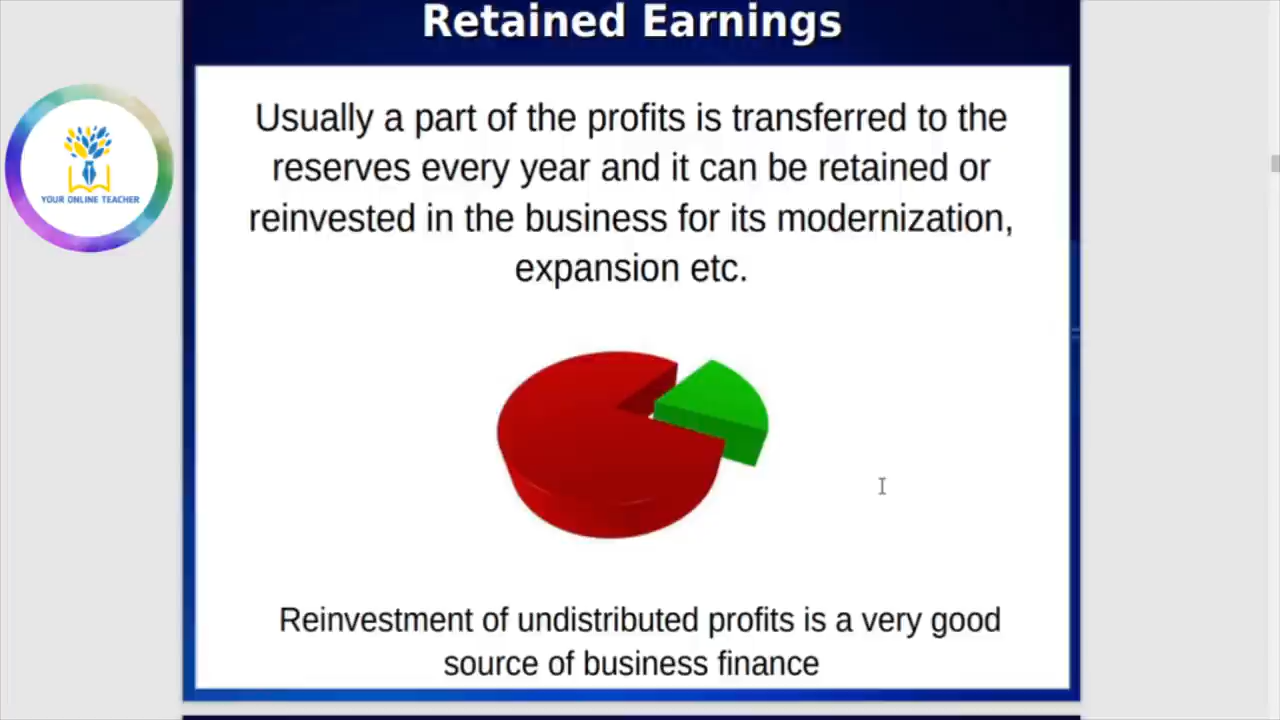 Retained Earnings
YOUR ONLINE TEACHER
Usually a part of the profits is transferred to the
reserves every year and it can be retained or
reinvested in the business for its modernization,
expansion etc.
Reinvestment of undistributed profits is a very good
source of business finance